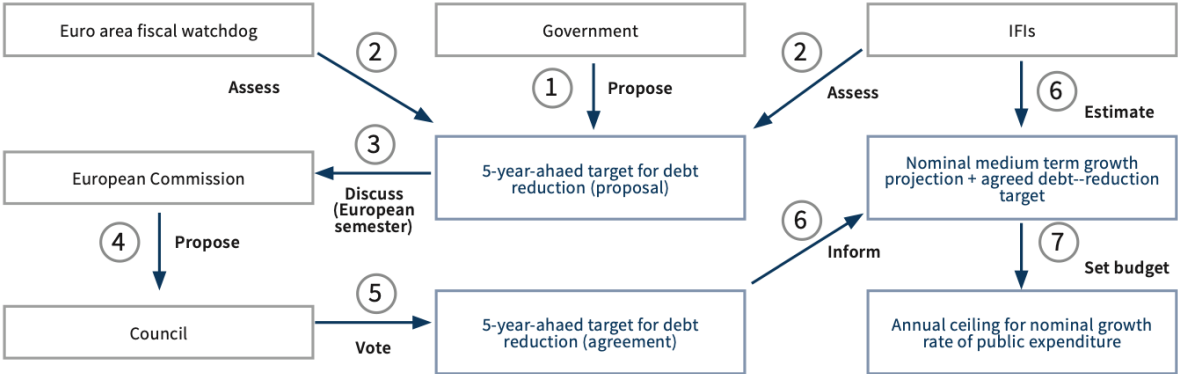 Euro area fiscal watchdog
Government
IFIs
2
Assess
1
Propose
2
Assess
6
Estimate
European Commission
3
Discuss
(European
semester)
5-year-ahaed target for debt
reduction (proposal)
Nominal medium term growth
projection + agreed debt--reduction
target
4
Propose
6
Inform
7
Set budget
Council
5
Vote
5-year-ahaed target for debt
reduction (agreement)
Annual ceiling for nominal growth
rate of public expenditure